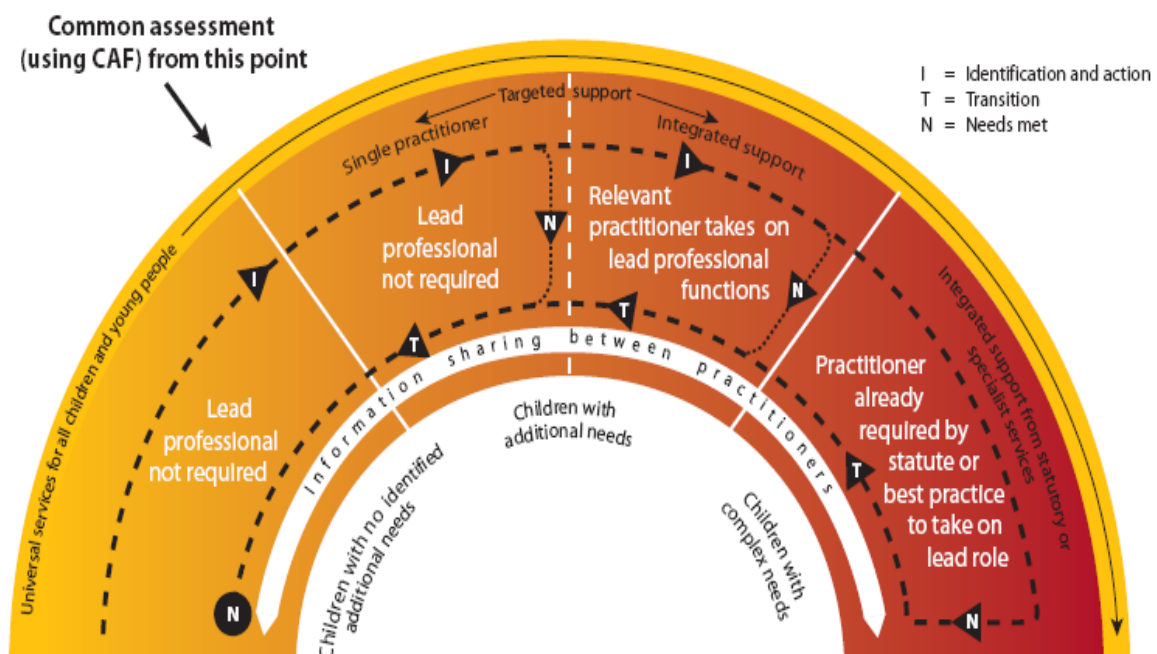 Common assessment
(using CAF) from this point
I = Identification and action
T = Transition
N = Needs met
Universal services for all children and young people
Targeted support
Single practitioner
Integrated support
Integrated support from statutory or
specialist services
I
I
I
N
N
T
T
T
N
N
Lead
professional
not required
Lead
professional
not required
Relevant
practitioner takes on
lead professional
functions
Practitioner
already
required by
statute or
best practice
to take on
lead role
Information sharing between practitioners
Children with no identified
additional needs
Children with
additional needs
Children with
complex needs